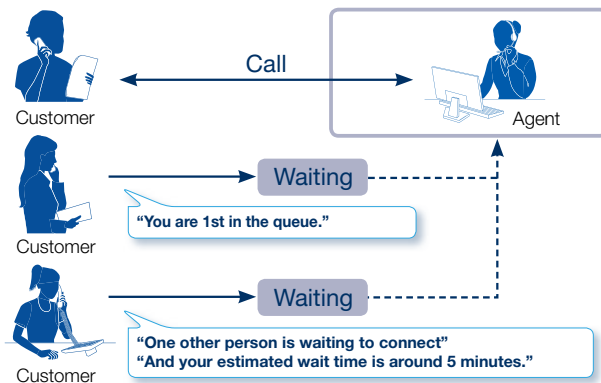 Call
Customer
Agent
Waiting
“You are 1st in the queue.”
Customer
Waiting
“One other person is waiting to connect”
“And your estimated wait time is around 5 minutes.”
Customer